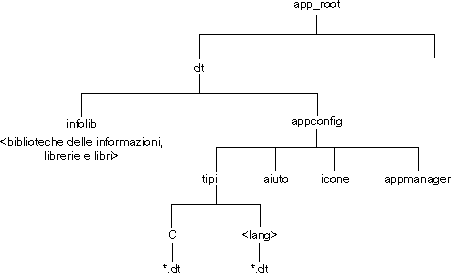 app_root
dt
infolib
appconfig
<biblioteche delle informazioni,
librerie e libri>
tipi
aiuto
icone
appmanager
C
<lang>
*.dt
*.dt